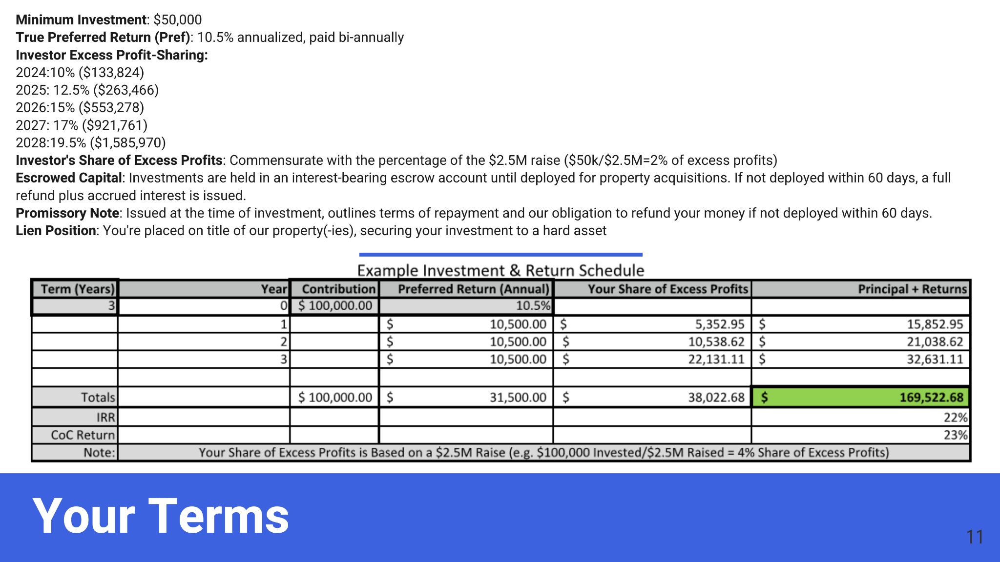 Minimum Investment: $50,000
True Preferred Return (Pref): 10.5% annualized, paid bi-annually
Investor Excess Profit-Sharing:
2024:10% ($133,824)
2025: 12.5% ($263,466)
2026:15% ($553,278)
2027: 17% ($921,761)
2028:19.5% ($1,585,970)
Investor's Share of Excess Profits: Commensurate with the percentage of the $2.5M raise ($50k/$2.5M=2% of excess profits)
Escrowed Capital: Investments are held in an interest-bearing escrow account until deployed for property acquisitions. If not deployed within 60 days, a full
refund plus accrued interest is issued.
Promissory Note: Issued at the time of investment, outlines terms of repayment and our obligation to refund your money if not deployed within 60 days.
Lien Position: You're placed on title of our property(-ies), securing your investment to a hard asset
Example Investment & Return Schedule
Term (Years) Year Contribution Preferred Return (Annual) Your Share of Excess Profits Principal + Returns
3 0 $ 100,000.00 10.5%
1 $ 10,500.00 $ 5,352.95 $ 15,852.95
2 $ 10,500.00 $ 10,538.62 $ 21,038.62
3 $ 10,500.00 $ 22,131.11 $ 32,631.11
Totals $ 100,000.00 $ 31,500.00 $ 38,022.68 $ 169,522.68
IRR 22%
CoC Return 23%
Note: Your Share of Excess Profits is Based on a $2.5M Raise (e.g. $100,000 Invested/$2.5M Raised = 4% Share of Excess Profits)
Your Terms
11